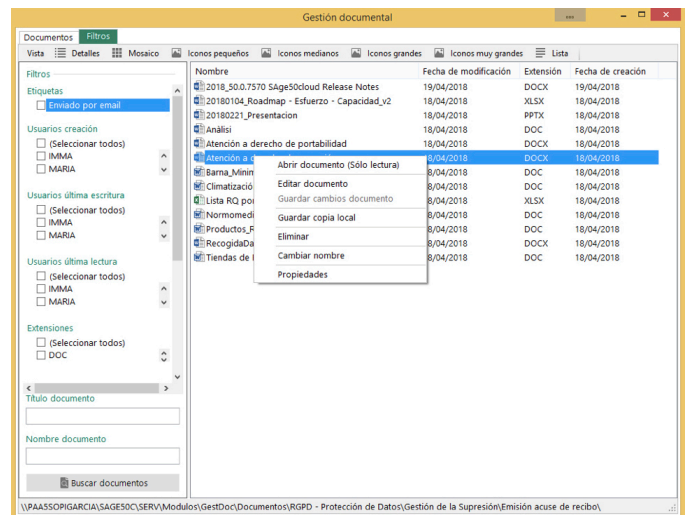 Gestión documental
Documentos Filtros
Vista Detalles Mosaico Iconos pequeños Iconos medianos Iconos grandes Iconos muy grandes Lista
Filtros
Etiquetas
Enviado por email
Usuarios creación
(Seleccionar todos)
IMMA
MARIA
Usuarios última escritura
(Seleccionar todos)
IMMA
MARIA
Usuarios última lectura
(Seleccionar todos)
IMMA
MARIA
Extensiones
(Seleccionar todos)
DOC
Título documento
Nombre documento
Buscar documentos
Nombre Fecha de modificación Extensión Fecha de creación
2018_50.0.7570 SAge50cloud Release Notes 19/04/2018 DOCX 19/04/2018
20180104_Roadmap - Esfuerzo - Capacidad_v2 18/04/2018 XLSX 18/04/2018
20180221_Presentacion 18/04/2018 PPTX 18/04/2018
Análisi 18/04/2018 DOC 18/04/2018
Atención a derecho de portabilidad 18/04/2018 DOCX 18/04/2018
Atención a d 8/04/2018 DOCX 18/04/2018
Barna_Minim 8/04/2018 DOC 18/04/2018
Climatizació 8/04/2018 DOC 18/04/2018
Lista RQ po 8/04/2018 XLSX 18/04/2018
Normomedi 8/04/2018 DOC 18/04/2018
Productos_R 8/04/2018 DOC 18/04/2018
RecogidaDa 8/04/2018 DOCX 18/04/2018
Tiendas de 8/04/2018 DOC 18/04/2018
Abrir documento (Sólo lectura)
Editar documento
Guardar cambios documento
Guardar copia local
Eliminar
Cambiar nombre
Propiedades
\\PAA5SOPIGARCIA\SAGE50C\SERV\Modulos\GestDoc\Documentos\RGPD - Protección de Datos\Gestión de la Supresión\Emisión acuse de recibo\